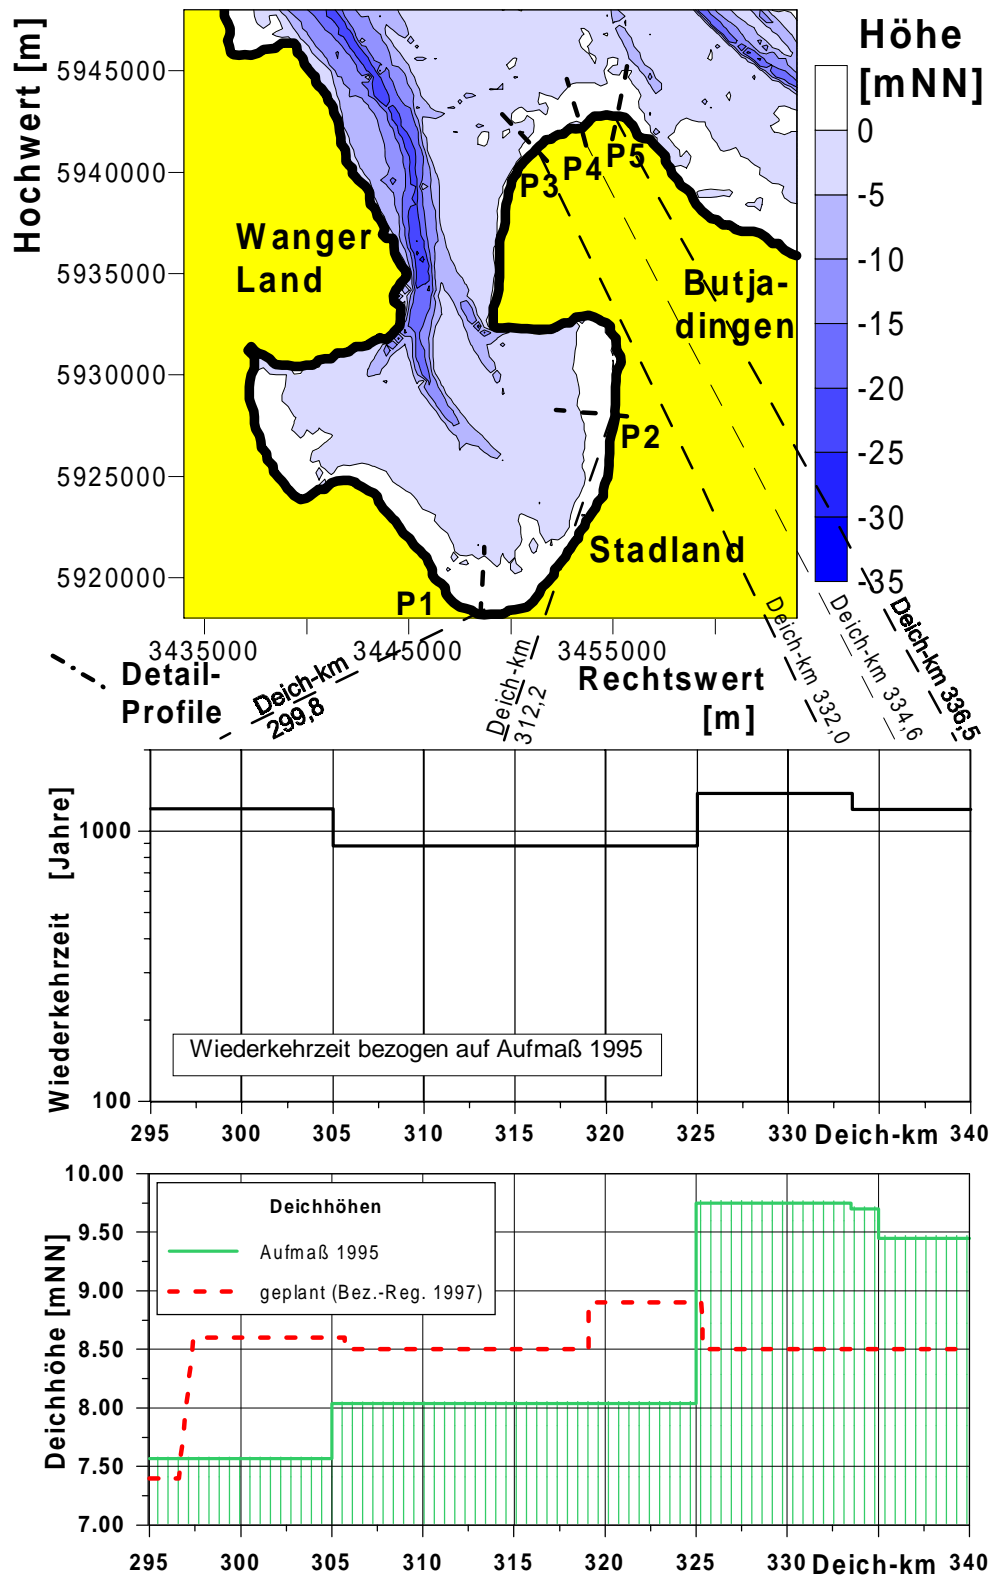 Hochwert [m]
5945000
5940000
5935000
5930000
5925000
5920000
3435000
3445000
3455000
Rechtswert
[m]
Wanger
Land
Butja-
dingen
Stadland
P1
P2
P3
P4
P5
Höhe
[mNN]
0
-5
-10
-15
-20
-25
-30
-35
Detail-
Profile
Deich-km
299,8
Deich-km
312,2
Deich-km 332,0
Deich-km 334,6
Deich-km 336,5
Wiederkehrzeit [Jahre]
1000
100
Wiederkehrzeit bezogen auf Aufmaß 1995
295 300 305 310 315 320 325 330 Deich-km 340
Deichhöhe [mNN]
10.00
9.50
9.00
8.50
8.00
7.50
7.00
Deichhöhen
Aufmaß 1995
geplant (Bez.-Reg. 1997)
295 300 305 310 315 320 325 330 Deich-km 340